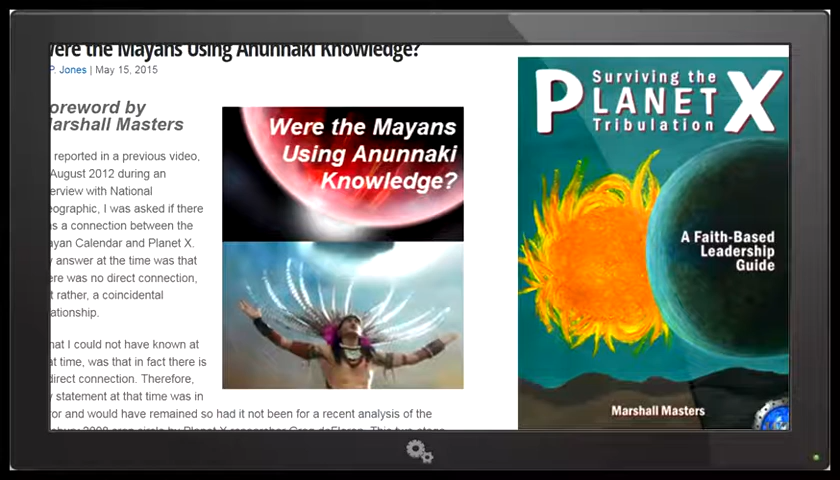 ere the Mayans Using Anunnaki Knowledge?
P. Jones | May 15, 2015
oreword by
arshall Masters
reported in a previous video,
August 2012 during an
erview with National
eographic, I was asked if there
s a connection between the
ayan Calendar and Planet X.
answer at the time was that
ere was no direct connection,
t rather, a coincidental
ationship.
hat I could not have known at
at time, was that in fact there is
direct connection. Therefore,
statement at that time was in
or and would have remained so had it not been for a recent analysis of the
Were the Mayans
Using Anunnaki
Knowledge?
Surviving the
PLANET X
Tribulation
A Faith-Based
Leadership
Guide
Marshall Masters